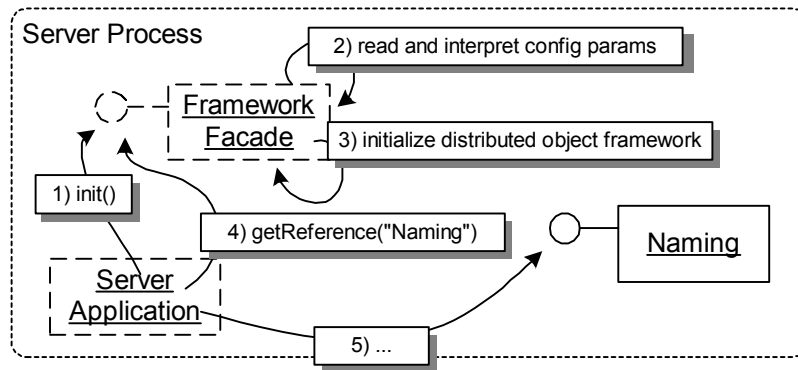 Server Process
2) read and interpret config params
Framework
Facade
3) initialize distributed object framework
1) init()
4) getReference("Naming")
Naming
Server
Application
5) ...